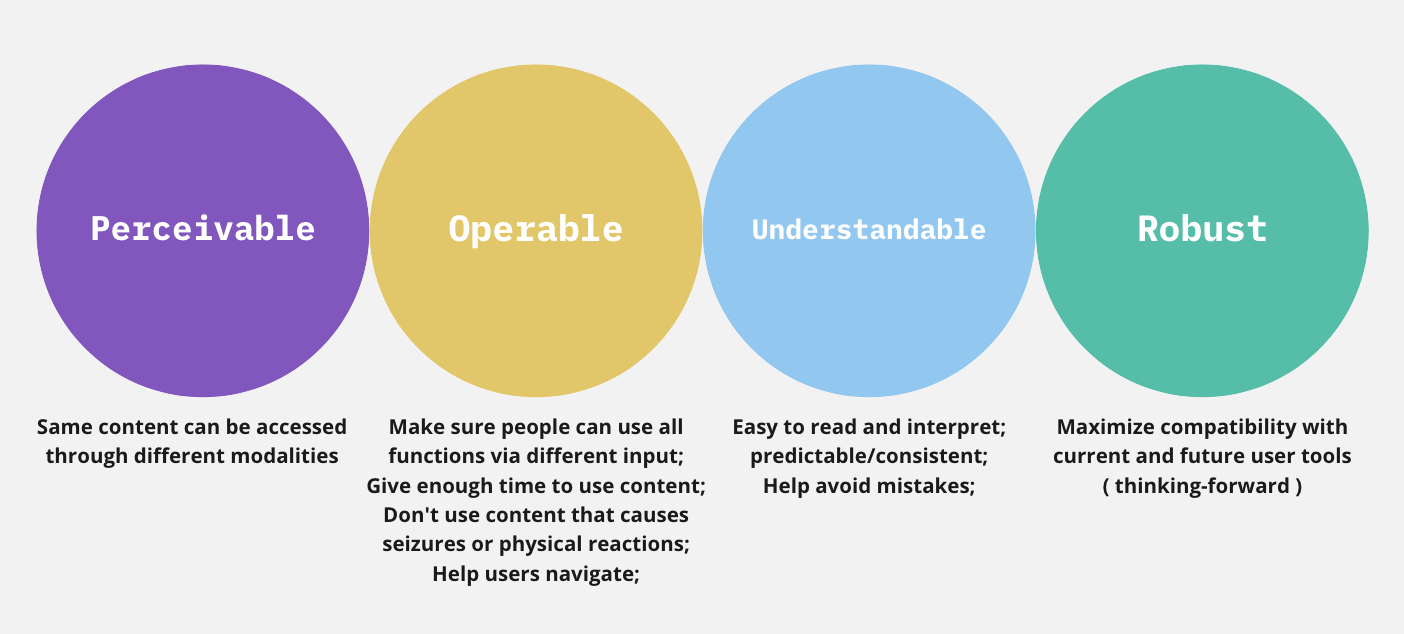 Perceivable
Operable
Understandable
Robust
Same content can be accessed
through different modalities
Make sure people can use all
functions via different input;
Give enough time to use content;
Don't use content that causes
seizures or physical reactions;
Help users navigate;
Easy to read and interpret;
predictable/consistent;
Help avoid mistakes;
Maximize compatibility with
current and future user tools
( thinking-forward )